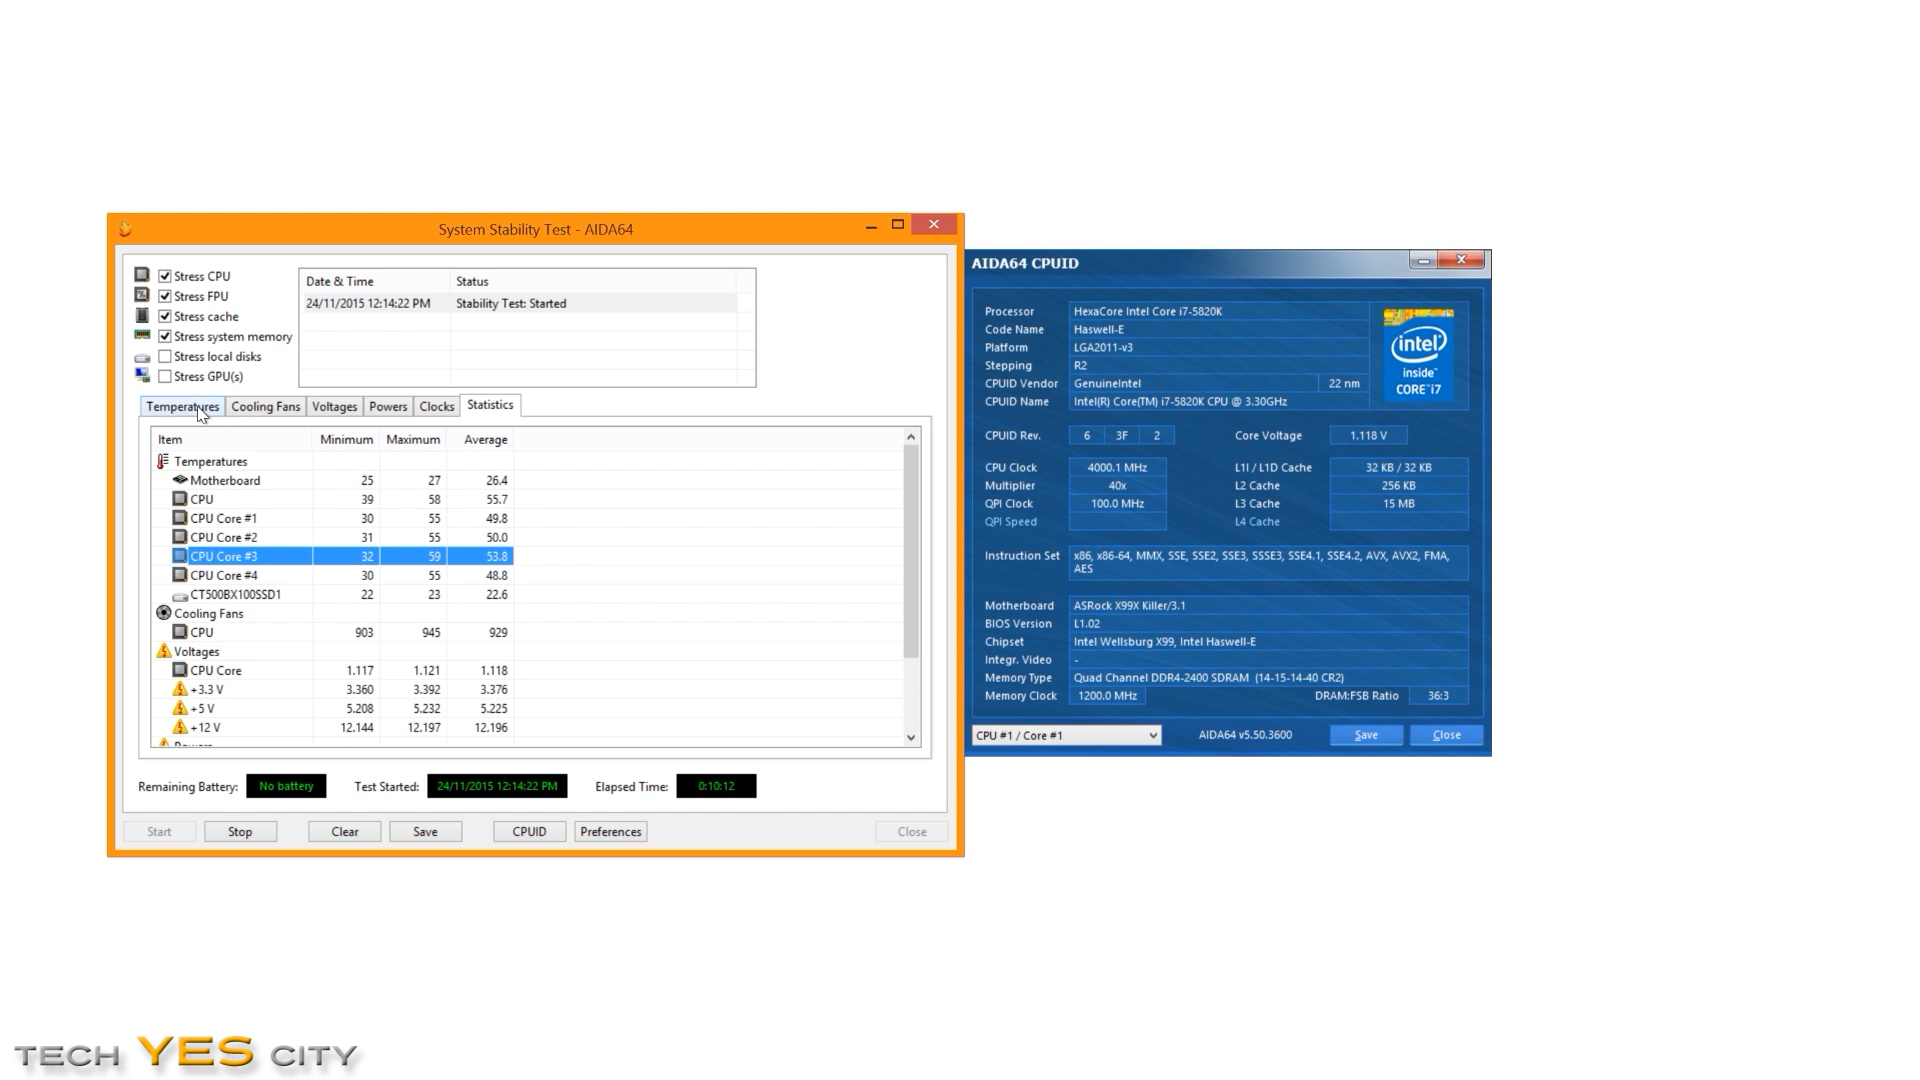 System Stability Test - AIDA64
Stress CPU
Stress FPU
Stress cache
Stress system memory
Stress local disks
Stress GPU(s)
Date & Time Status
24/11/2015 12:14:22 PM Stability Test: Started
Temperatures Cooling Fans Voltages Powers Clocks Statistics
Item Minimum Maximum Average
Temperatures
Motherboard 25 27 26.4
CPU 39 58 55.7
CPU Core #1 30 55 49.8
CPU Core #2 31 55 50.0
CPU Core #3 32 59 53.8
CPU Core #4 30 55 48.8
CT500BX100SSD1 22 23 22.6
Cooling Fans
CPU 903 945 929
Voltages
CPU Core 1.117 1.121 1.118
+3.3 V 3.360 3.392 3.376
+5 V 5.208 5.232 5.225
+12 V 12.144 12.197 12.196
Remaining Battery: No battery Test Started: 24/11/2015 12:14:22 PM Elapsed Time: 0:10:12
Start Stop Clear Save CPUID Preferences Close
AIDA64 CPUID
Processor HexaCore Intel Core i7-5820K
Code Name Haswell-E
Platform LGA2011-v3
Stepping R2
CPUID Vendor GenuineIntel 22 nm
CPUID Name Intel(R) Core(TM) i7-5820K CPU @ 3.30GHz
intel
inside™
CORE™i7
CPUID Rev. 6 3F 2 Core Voltage 1.118 V
CPU Clock 4000.1 MHz L1I / L1D Cache 32 KB / 32 KB
Multiplier 40x L2 Cache 256 KB
QPI Clock 100.0 MHz L3 Cache 15 MB
QPI Speed L4 Cache
Instruction Set x86, x86-64, MMX, SSE, SSE2, SSE3, SSSE3, SSE4.1, SSE4.2, AVX, AVX2, FMA,
AES
Motherboard ASRock X99X Killer/3.1
BIOS Version L1.02
Chipset Intel Wellsburg X99, Intel Haswell-E
Integr. Video -
Memory Type Quad Channel DDR4-2400 SDRAM (14-15-14-40 CR2)
Memory Clock 1200.0 MHz DRAM:FSB Ratio 36:3
CPU #1 / Core #1 AIDA64 v5.50.3600 Save Close
TECH YES CITY